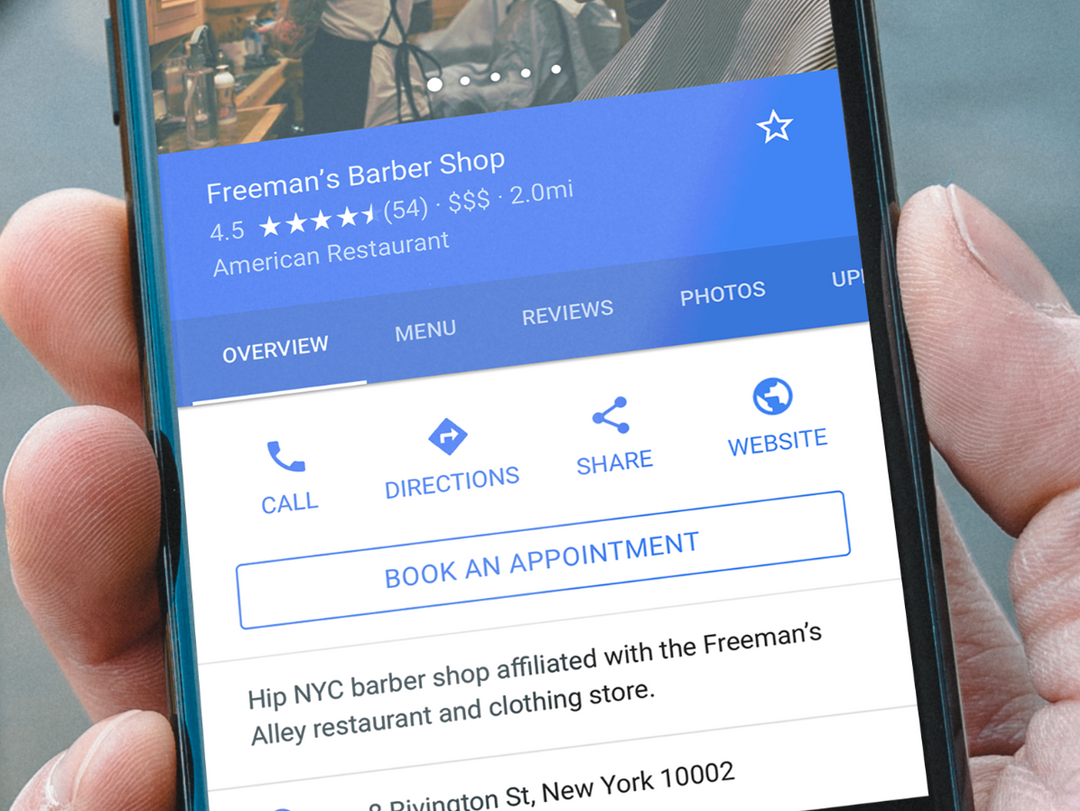 Freeman’s Barber Shop
4.5 ★★★★ (54) · $$$ · 2.0mi
American Restaurant
OVERVIEW MENU REVIEWS PHOTOS
CALL DIRECTIONS SHARE WEBSITE
BOOK AN APPOINTMENT
Hip NYC barber shop affiliated with the Freeman’s
Alley restaurant and clothing store.
8 Rivington St, New York 10002